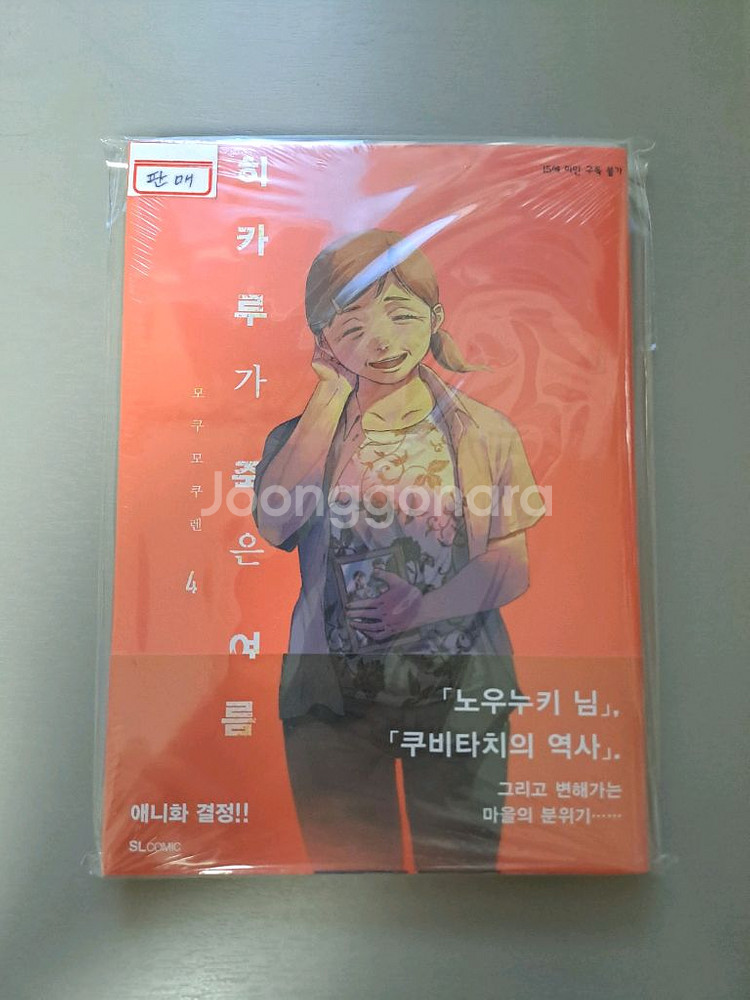 판매
15세 미만 구독 불가
히카루가 죽은 여름
모쿠모쿠렌
4
Joonggonara
「노우누키 님」,
「쿠비타치의 역사」.
그리고 변해가는
마을의 분위기……
애니화 결정!!
SL COMIC